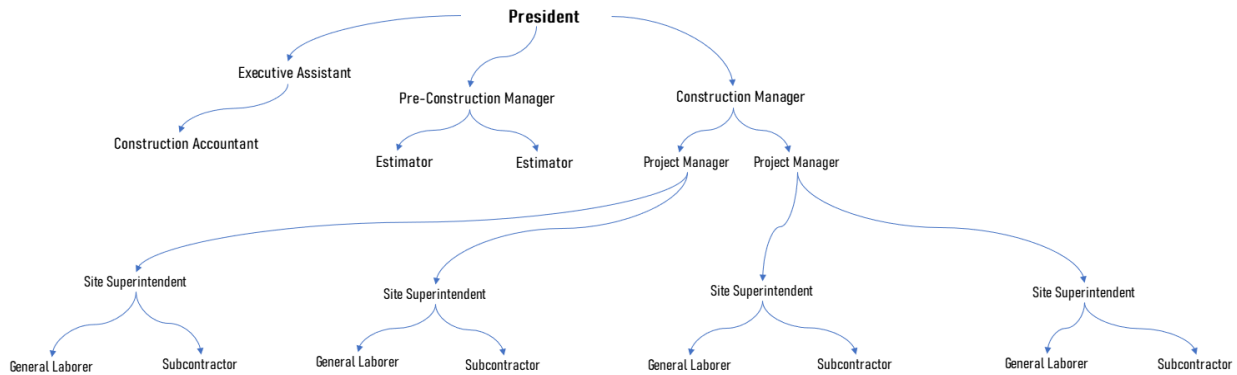 President
Executive Assistant
Pre-Construction Manager
Construction Manager
Construction Accountant
Estimator
Estimator
Project Manager
Project Manager
Site Superintendent
Site Superintendent
Site Superintendent
Site Superintendent
General Laborer
Subcontractor
General Laborer
Subcontractor
General Laborer
Subcontractor
General Laborer
Subcontractor